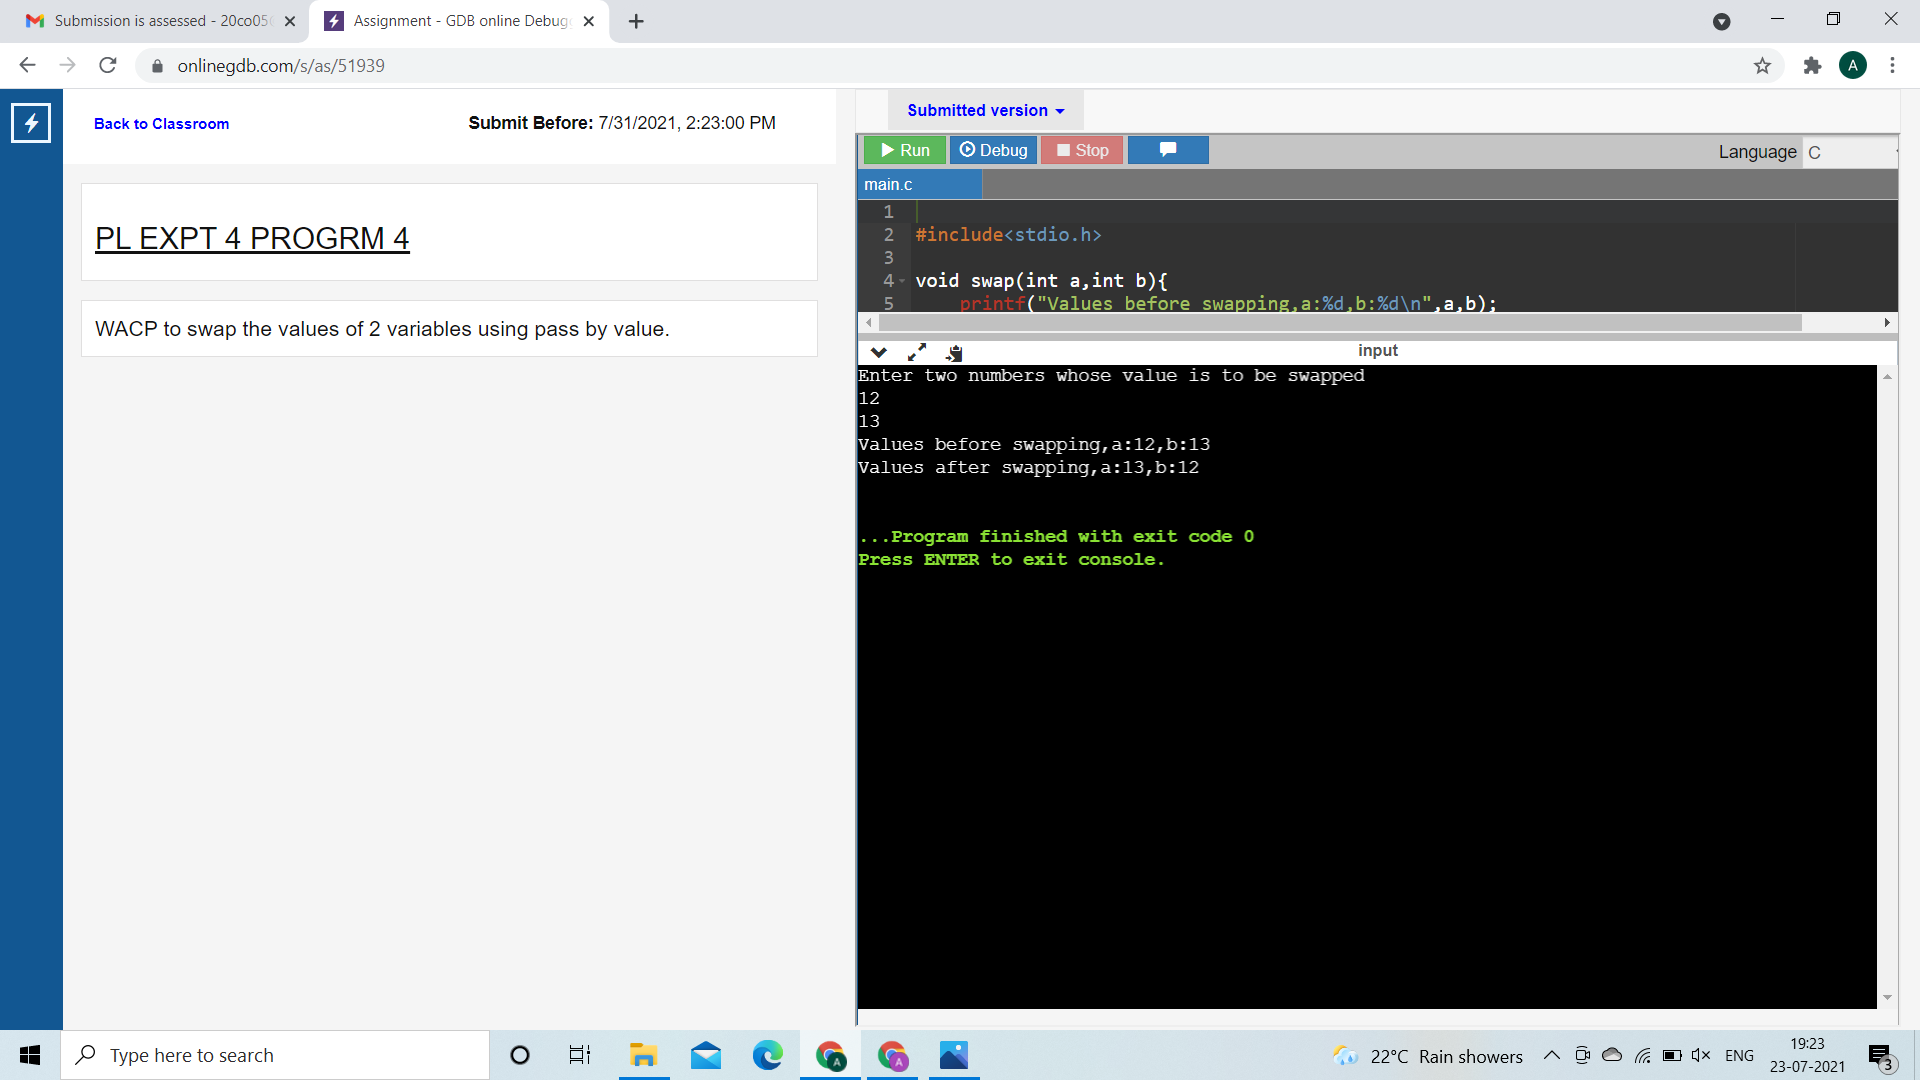 Submission is assessed - 20co05
Assignment - GDB online Debug
onlinegdb.com/s/as/51939
A
Back to Classroom
Submit Before: 7/31/2021, 2:23:00 PM
Submitted version
Run
Debug
Stop
Language C
main.c
PL EXPT 4 PROGRM 4
WACP to swap the values of 2 variables using pass by value.
1
2 #include<stdio.h>
3
4 void swap(int a,int b){
5 printf("Values before swapping,a:%d,b:%d\n",a,b);
input
Enter two numbers whose value is to be swapped
12
13
Values before swapping,a:12,b:13
Values after swapping,a:13,b:12
...Program finished with exit code 0
Press ENTER to exit console.
Type here to search
A
A
22°C Rain showers
ENG
19:23
23-07-2021
3